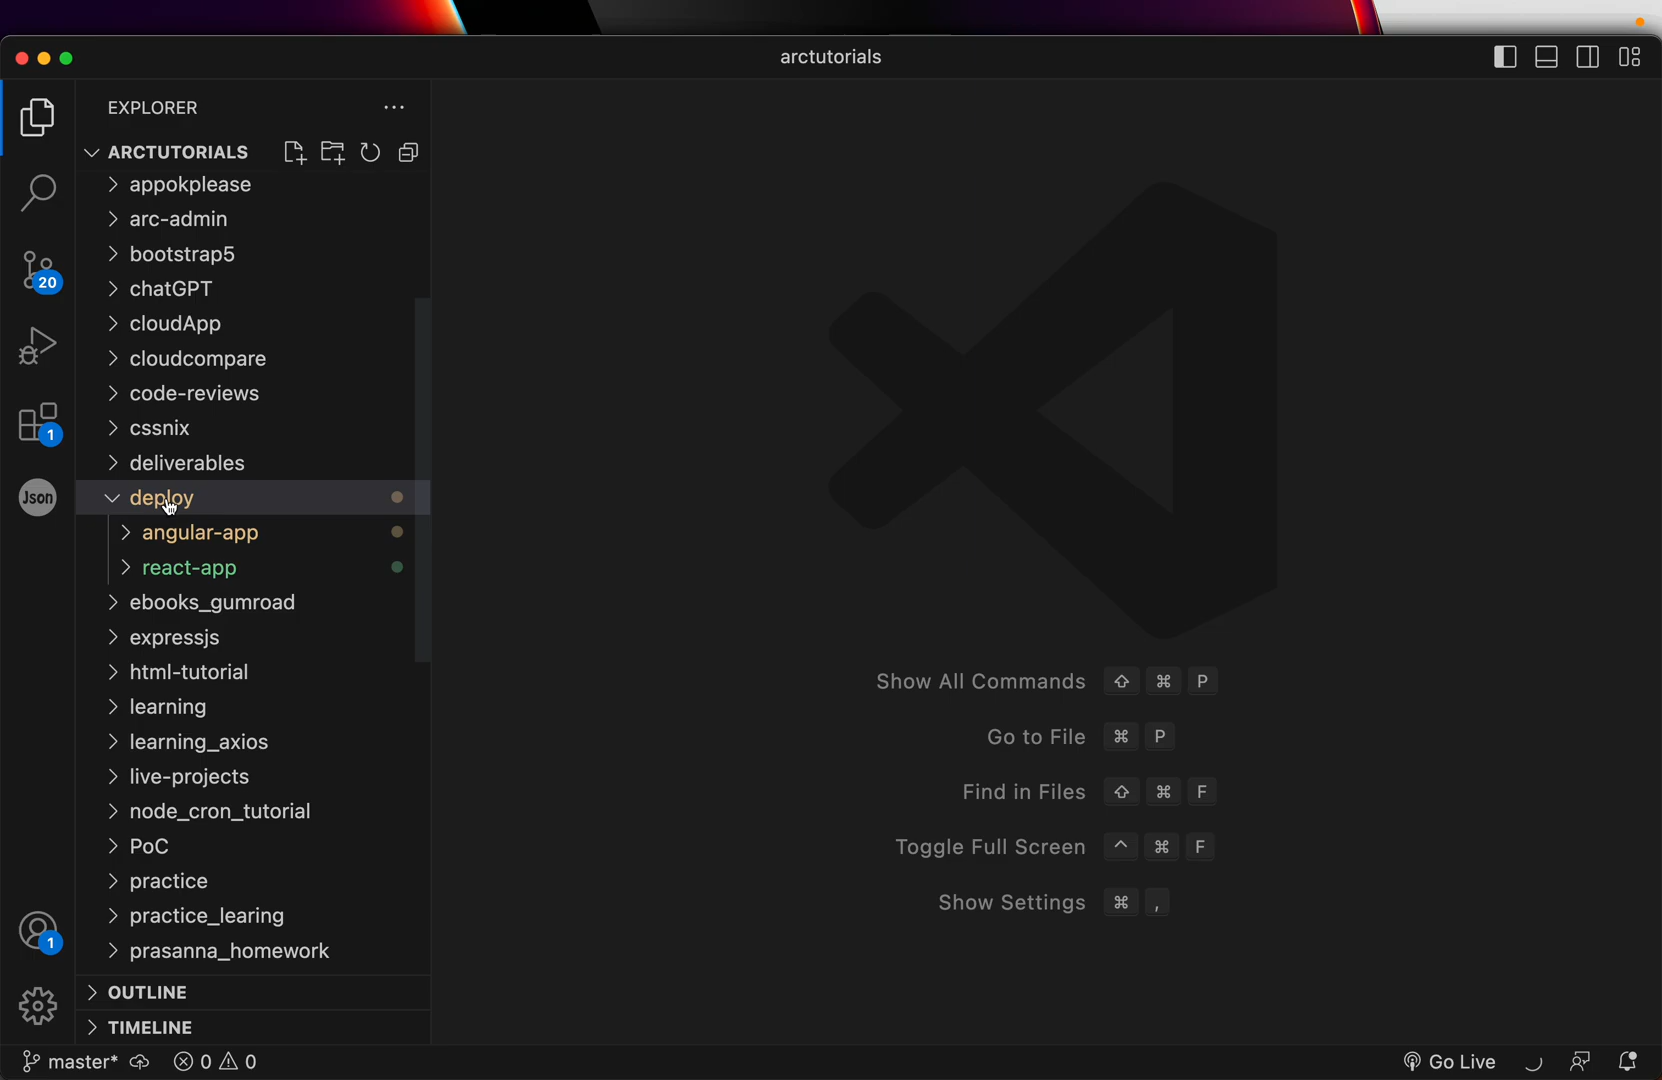 arctutorials
EXPLORER
ARCTUTORIALS
appokplease
arc-admin
bootstrap5
chatGPT
cloudApp
cloudcompare
code-reviews
cssnix
deliverables
deploy
angular-app
react-app
ebooks_gumroad
expressjs
html-tutorial
learning
learning_axios
live-projects
node_cron_tutorial
PoC
practice
practice_learing
prasanna_homework
OUTLINE
TIMELINE
20
1
Json
1
Show All Commands ⇧ ⌘ P
Go to File ⌘ P
Find in Files ⇧ ⌘ F
Toggle Full Screen ^ ⌘ F
Show Settings ⌘ ,
master* 0 0
Go Live